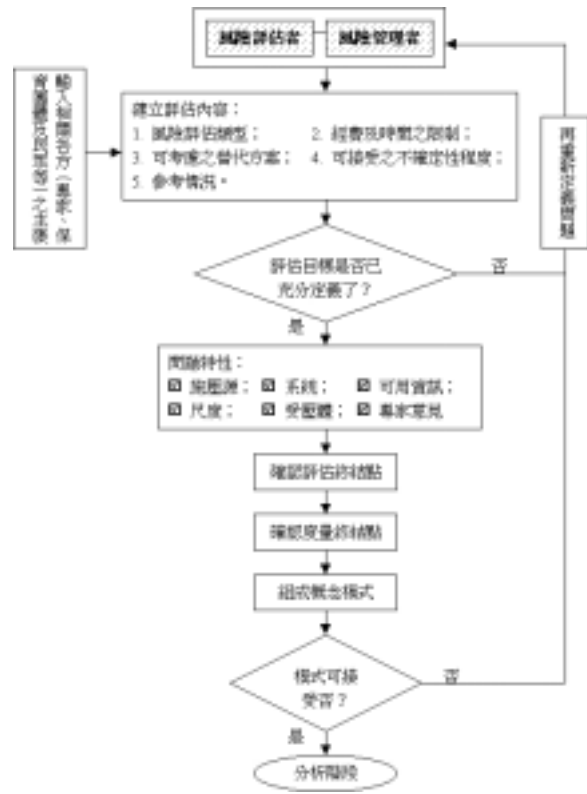 風險評估者
風險管理者
輸入相關各方(專家、保
育團體及民眾等)之主張
建立評估內容：
1. 風險評估類型； 2. 經費及時間之限制；
3. 可考慮之替代方案； 4. 可接受之不確定性程度；
5. 參考情況。
再重新定義問題
評估目標是否已
充分定義了？
否
是
問題特性：
☑ 施壓源； ☑ 系統； ☑ 可用資訊；
☑ 尺度； ☑ 受壓體； ☑ 專家意見
確認評估終結點
確認度量終結點
組成概念模式
模式可接
受否？
否
是
分析階段